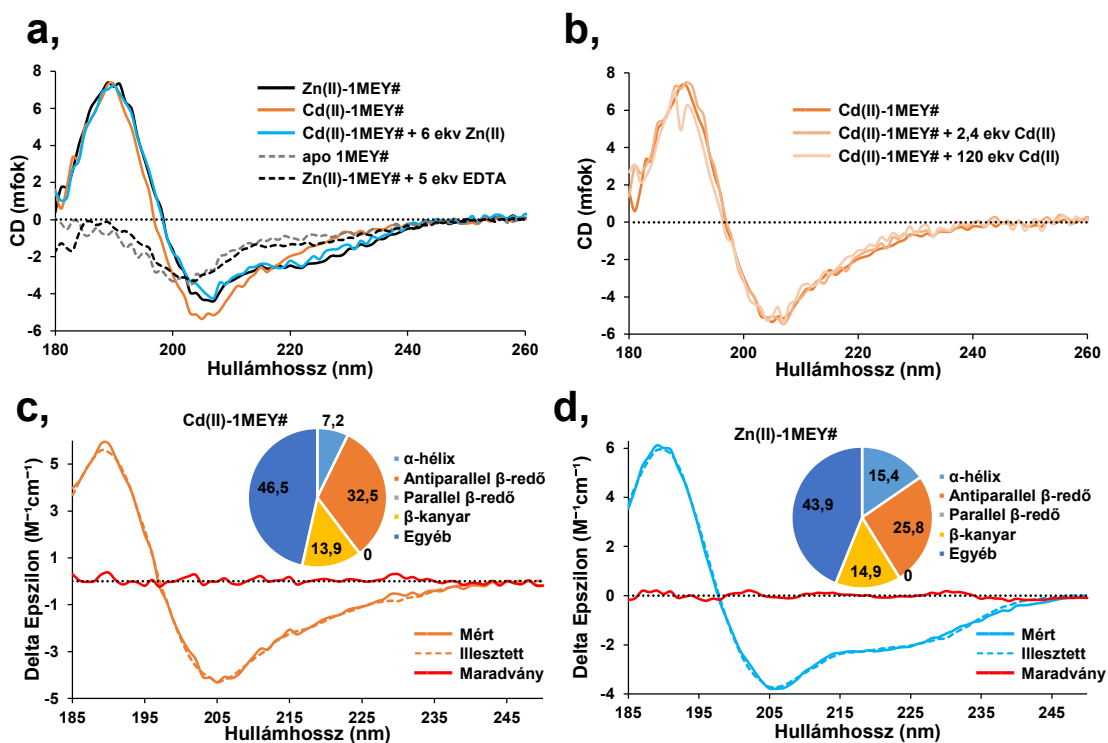 a,
8
6
4
2
0
-2
-4
-6
CD (mfok)
180
200
220
240
260
Hullámhossz (nm)
Zn(II)-1MEY#
Cd(II)-1MEY#
Cd(II)-1MEY# + 6 ekv Zn(II)
apo 1MEY#
Zn(II)-1MEY# + 5 ekv EDTA
b,
8
6
4
2
0
-2
-4
-6
CD (mfok)
180
200
220
240
260
Hullámhossz (nm)
Cd(II)-1MEY#
Cd(II)-1MEY# + 2,4 ekv Cd(II)
Cd(II)-1MEY# + 120 ekv Cd(II)
c,
Cd(II)-1MEY#
7,2
32,5
0
13,9
46,5
α-hélix
Antiparallel β-redő
Parallel β-redő
β-kanyar
Egyéb
5
3
1
-1
-3
-5
Delta Epszilon (M⁻¹cm⁻¹)
185
195
205
215
225
235
245
Hullámhossz (nm)
Mért
Illesztett
Maradvány
d,
Zn(II)-1MEY#
15,4
25,8
0
14,9
43,9
α-hélix
Antiparallel β-redő
Parallel β-redő
β-kanyar
Egyéb
6
4
2
0
-2
-4
Delta Epszilon (M⁻¹cm⁻¹)
185
195
205
215
225
235
245
Hullámhossz (nm)
Mért
Illesztett
Maradvány